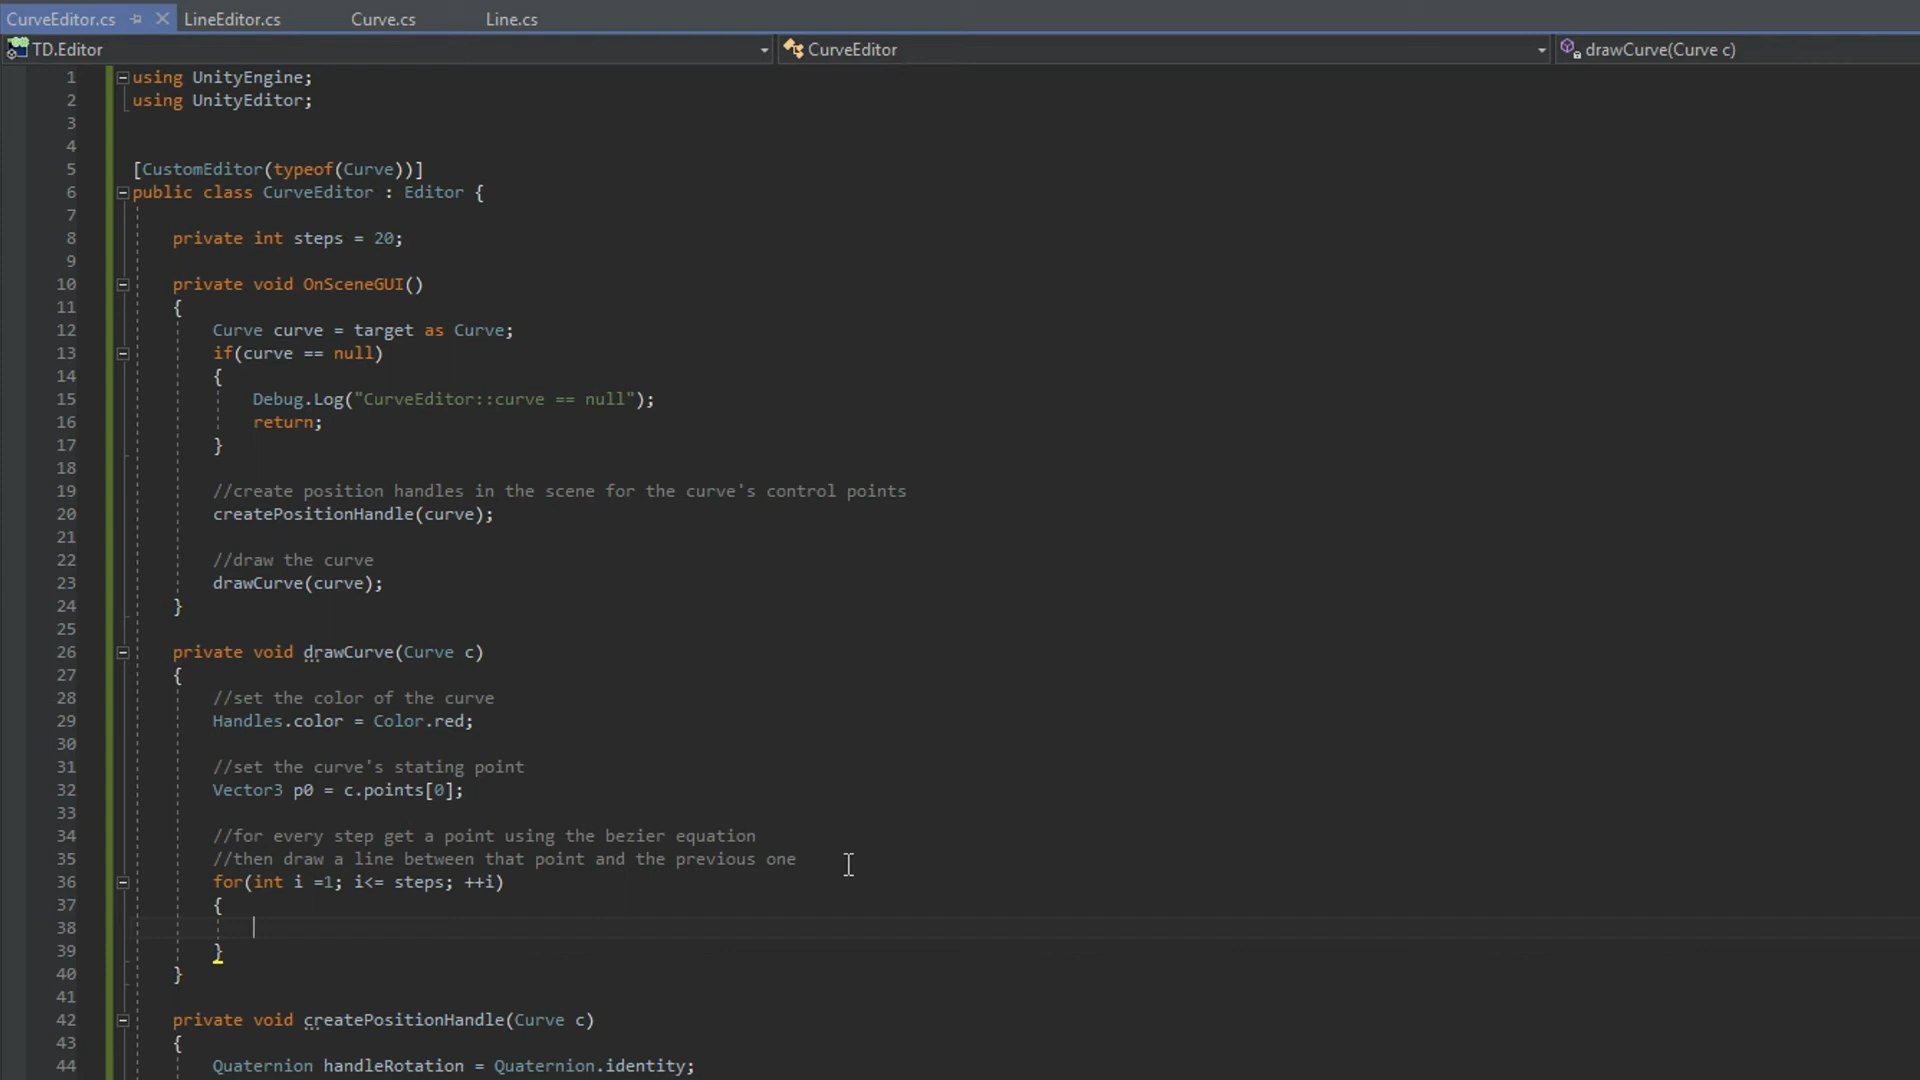 CurveEditor.cs LineEditor.cs Curve.cs Line.cs
TD.Editor CurveEditor drawCurve(Curve c)
1 using UnityEngine;
2 using UnityEditor;
3
4
5 [CustomEditor(typeof(Curve))]
6 public class CurveEditor : Editor {
7
8 private int steps = 20;
9
10 private void OnSceneGUI()
11 {
12 Curve curve = target as Curve;
13 if(curve == null)
14 {
15 Debug.Log("CurveEditor::curve == null");
16 return;
17 }
18
19 //create position handles in the scene for the curve's control points
20 createPositionHandle(curve);
21
22 //draw the curve
23 drawCurve(curve);
24 }
25
26 private void drawCurve(Curve c)
27 {
28 //set the color of the curve
29 Handles.color = Color.red;
30
31 //set the curve's stating point
32 Vector3 p0 = c.points[0];
33
34 //for every step get a point using the bezier equation
35 //then draw a line between that point and the previous one
36 for(int i =1; i<= steps; ++i)
37 {
38
39 }
40 }
41
42 private void createPositionHandle(Curve c)
43 {
44 Quaternion handleRotation = Quaternion.identity;